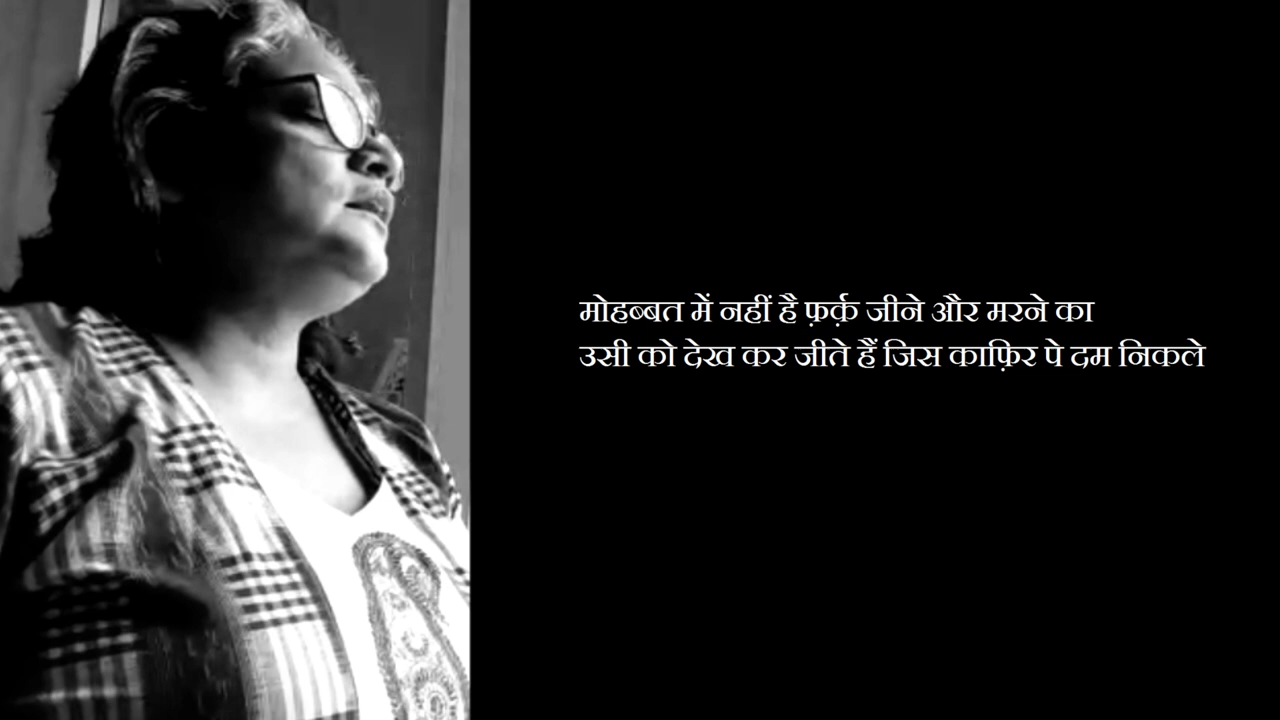 मोहब्बत में नहीं है फ़र्क़ जीने और मरने का
उसी को देख कर जीते हैं जिस काफ़िर पे दम निकले